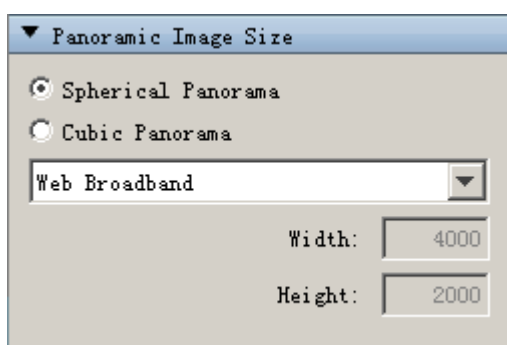 Panoramic Image Size
Spherical Panorama
Cubic Panorama
Web Broadband
Width: 4000
Height: 2000